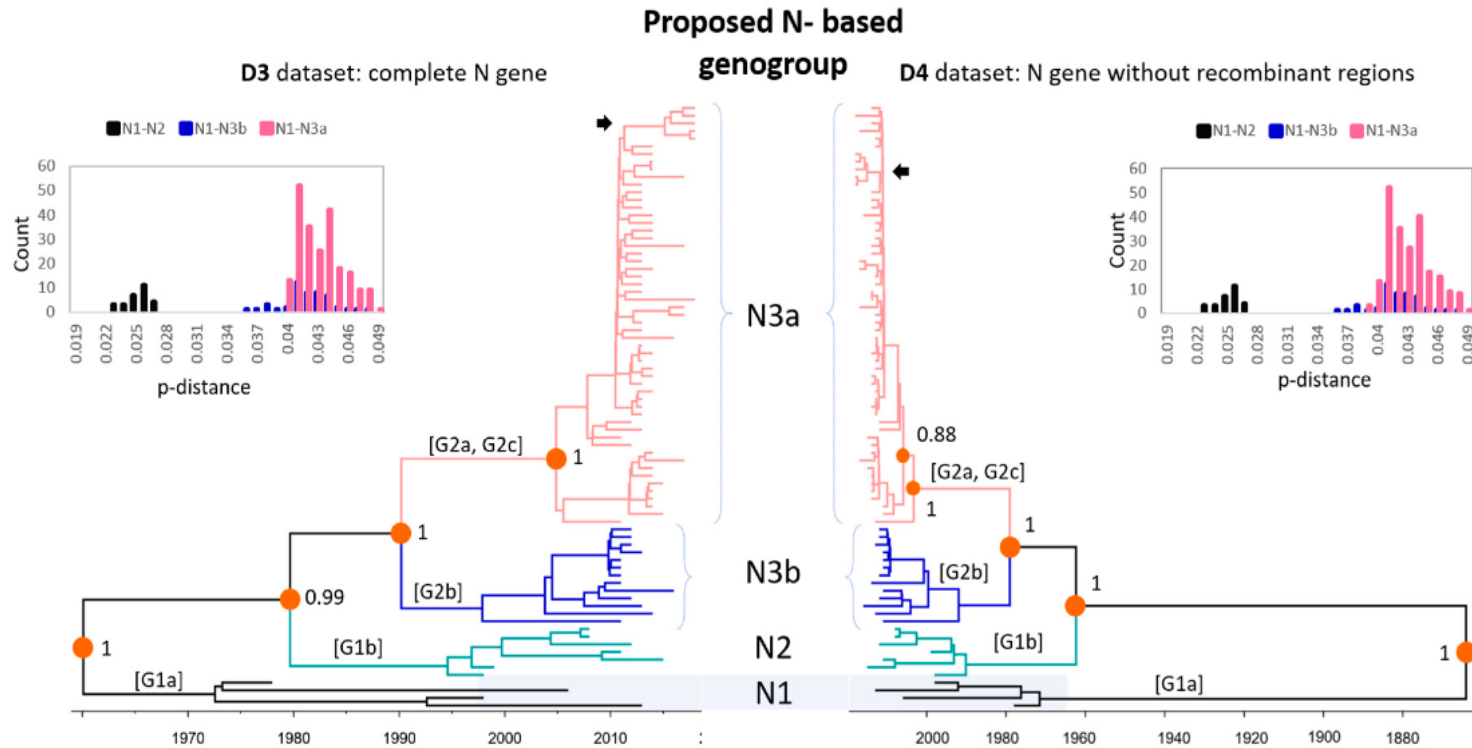 Proposed N- based
genogroup
D3 dataset: complete N gene
D4 dataset: N gene without recombinant regions
N1-N2 N1-N3b N1-N3a
60
50
40
30
20
10
0
Count
0.019 0.022 0.025 0.028 0.031 0.034 0.037 0.04 0.043 0.046 0.049
p-distance
N1-N2 N1-N3b N1-N3a
60
50
40
30
20
10
0
Count
0.019 0.022 0.025 0.028 0.031 0.034 0.037 0.04 0.043 0.046 0.049
p-distance
N3a
[G2a, G2c]
1
0.88
[G2a, G2c]
1
1
1
N3b
[G2b]
[G2b]
0.99
1
1
[G1b]
N2
[G1b]
1
[G1a]
N1
[G1a]
1970 1980 1990 2000 2010
2000 1980 1960 1940 1920 1900 1880